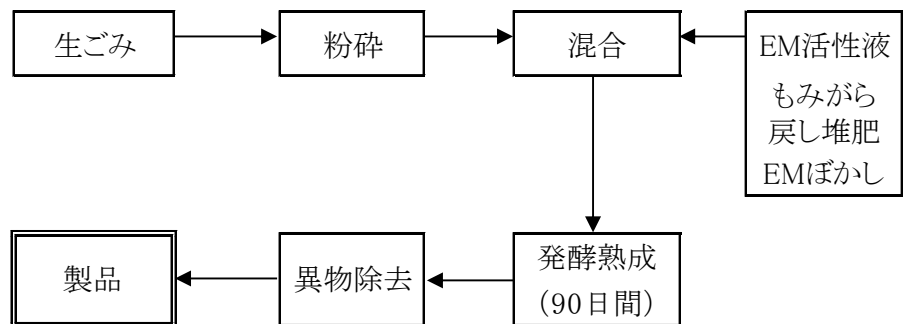 生ごみ
粉砕
混合
EM活性液
もみがら
戻し堆肥
EMぼかし
発酵熟成
(90日間)
異物除去
製品